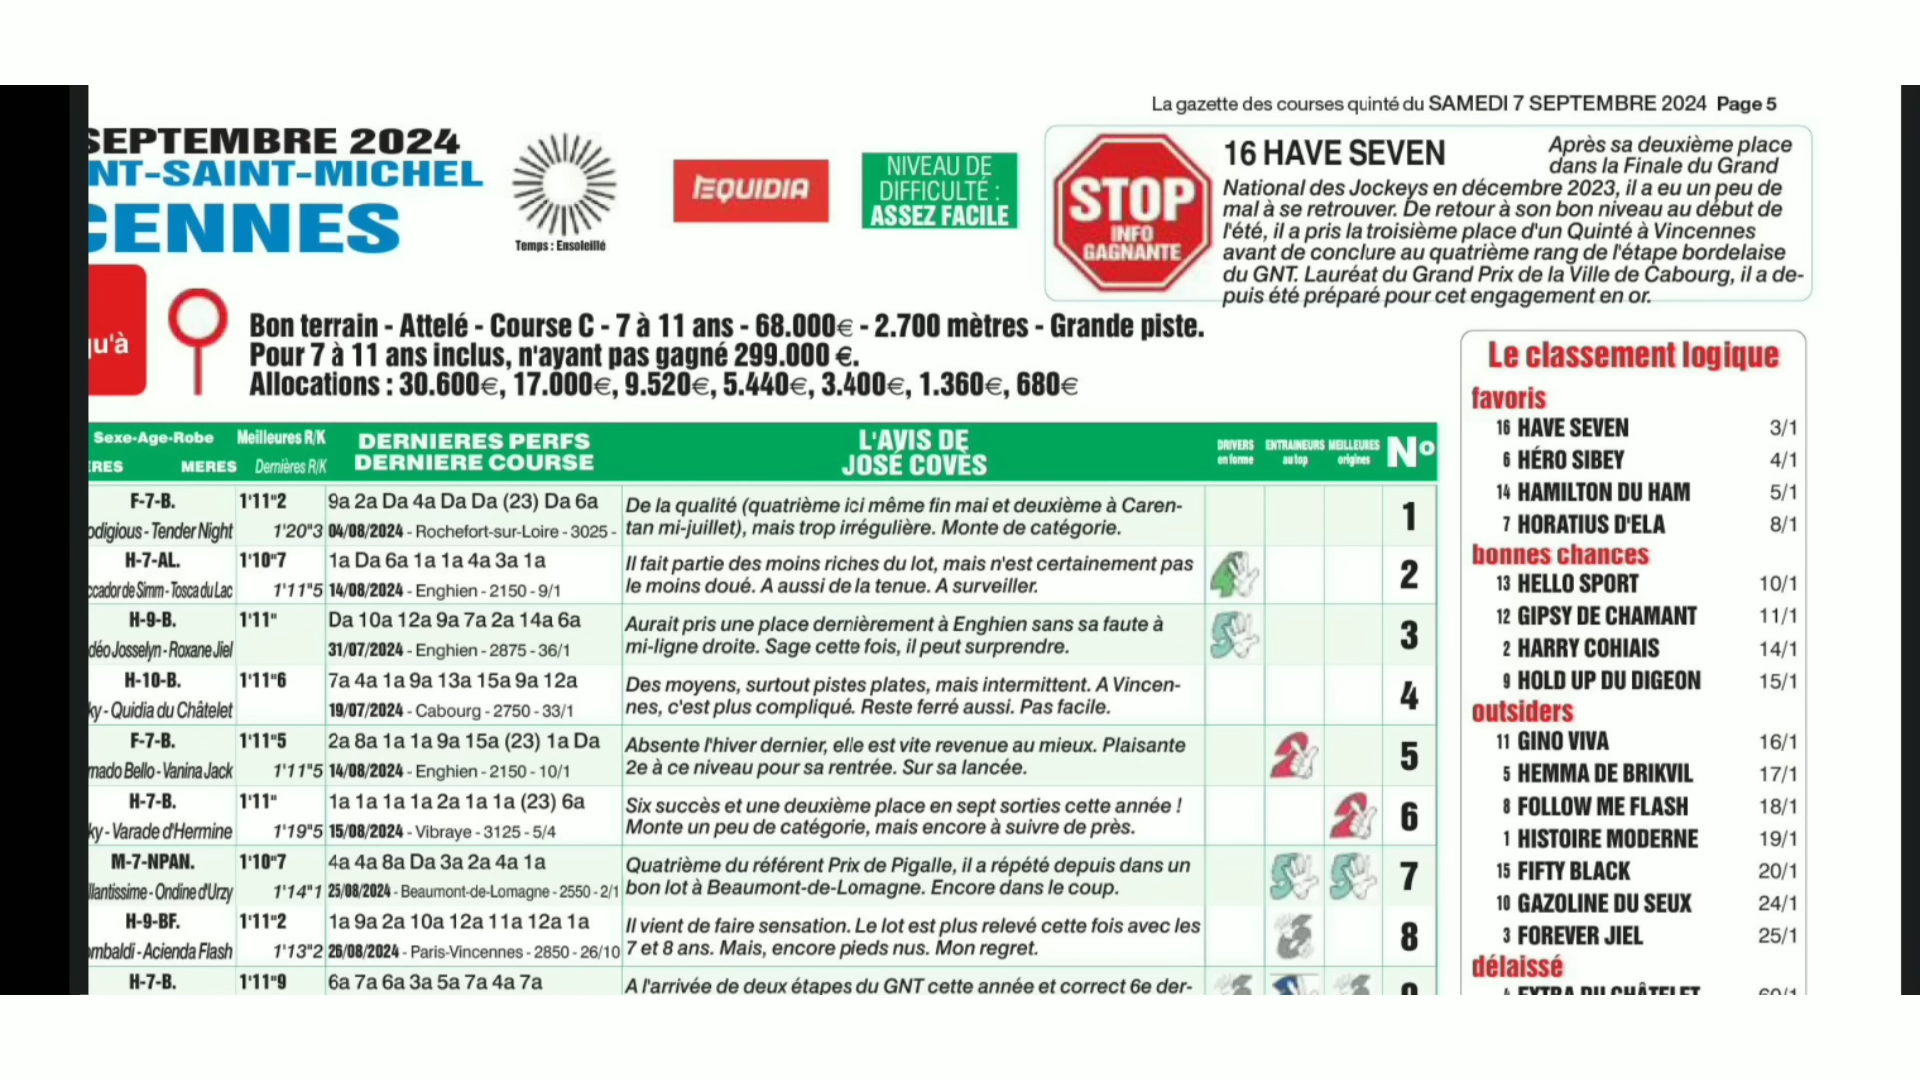 La gazette des courses quinté du SAMEDI 7 SEPTEMBRE 2024 Page 5
SEPTEMBRE 2024
NT-SAINT-MICHEL
CENNES
Temps : Ensoleillé
EQUIDIA
NIVEAU DE
DIFFICULTÉ :
ASSEZ FACILE
STOP
INFO
GAGNANTE
16 HAVE SEVEN
Après sa deuxième place
dans la Finale du Grand
National des Jockeys en décembre 2023, il a eu un peu de
mal à se retrouver. De retour à son bon niveau au début de
l'été, il a pris la troisième place d'un Quinté à Vincennes
avant de conclure au quatrième rang de l'étape bordelaise
du GNT. Lauréat du Grand Prix de la Ville de Cabourg, il a de-
puis été préparé pour cet engagement en or.
qu'à
Bon terrain - Attelé - Course C - 7 à 11 ans - 68.000€ - 2.700 mètres - Grande piste.
Pour 7 à 11 ans inclus, n'ayant pas gagné 299.000 €.
Allocations : 30.600€, 17.000€, 9.520€, 5.440€, 3.400€, 1.360€, 680€
Sexe-Age-Robe Meilleures R/K DERNIERES PERFS L'AVIS DE DRIVERS ENTRAINEURS MEILLEURES N°
ERES MERES Dernières R/K DERNIERE COURSE JOSÉ COVÈS en forme au top origines
F-7-B. 1'11"2 9a 2a Da 4a Da Da (23) Da 6a De la qualité (quatrième ici même fin mai et deuxième à Caren- 1
odigious - Tender Night 1'20"3 04/08/2024 - Rochefort-sur-Loire - 3025 - tan mi-juillet), mais trop irrégulière. Monte de catégorie.
H-7-AL. 1'10"7 1a Da 6a 1a 1a 4a 3a 1a Il fait partie des moins riches du lot, mais n'est certainement pas 4 2
ccador de Simm - Tosca du Lac 1'11"5 14/08/2024 - Enghien - 2150 - 9/1 le moins doué. A aussi de la tenue. A surveiller.
H-9-B. 1'11" Da 10a 12a 9a 7a 2a 14a 6a Aurait pris une place dernièrement à Enghien sans sa faute à 5 3
déo Josselyn - Roxane Jiel 31/07/2024 - Enghien - 2875 - 36/1 mi-ligne droite. Sage cette fois, il peut surprendre.
H-10-B. 1'11"6 7a 4a 1a 9a 13a 15a 9a 12a Des moyens, surtout pistes plates, mais intermittent. A Vincen- 4
ky - Quidia du Châtelet 19/07/2024 - Cabourg - 2750 - 33/1 nes, c'est plus compliqué. Reste ferré aussi. Pas facile.
F-7-B. 1'11"5 2a 8a 1a 1a 9a 15a (23) 1a Da Absente l'hiver dernier, elle est vite revenue au mieux. Plaisante 2 5
mado Bello - Vanina Jack 1'11"5 14/08/2024 - Enghien - 2150 - 10/1 2e à ce niveau pour sa rentrée. Sur sa lancée.
H-7-B. 1'11" 1a 1a 1a 1a 2a 1a 1a (23) 6a Six succès et une deuxième place en sept sorties cette année ! 2 6
ky - Varade d'Hermine 1'19"5 15/08/2024 - Vibraye - 3125 - 5/4 Monte un peu de catégorie, mais encore à suivre de près.
M-7-NPAN. 1'10"7 4a 4a 8a Da 3a 2a 4a 1a Quatrième du référent Prix de Pigalle, il a répété depuis dans un 5 5 7
llantissime - Ondine d'Urzy 1'14"1 25/08/2024 - Beaumont-de-Lomagne - 2550 - 2/1 bon lot à Beaumont-de-Lomagne. Encore dans le coup.
H-9-BF. 1'11"2 1a 9a 2a 10a 12a 11a 12a 1a Il vient de faire sensation. Le lot est plus relevé cette fois avec les 8
ombaldi - Acienda Flash 1'13"2 26/08/2024 - Paris-Vincennes - 2850 - 26/10 7 et 8 ans. Mais, encore pieds nus. Mon regret.
H-7-B. 1'11"9 6a 7a 6a 3a 5a 7a 4a 7a A l'arrivée de deux étapes du GNT cette année et correct 6e der- 9
Le classement logique
favoris
16 HAVE SEVEN 3/1
6 HÉRO SIBEY 4/1
14 HAMILTON DU HAM 5/1
7 HORATIUS D'ELA 8/1
bonnes chances
13 HELLO SPORT 10/1
12 GIPSY DE CHAMANT 11/1
2 HARRY COHIAIS 14/1
9 HOLD UP DU DIGEON 15/1
outsiders
11 GINO VIVA 16/1
5 HEMMA DE BRIKVIL 17/1
8 FOLLOW ME FLASH 18/1
1 HISTOIRE MODERNE 19/1
15 FIFTY BLACK 20/1
10 GAZOLINE DU SEUX 24/1
3 FOREVER JIEL 25/1
délaissé
4 EXTRA DU CHÂTELET 60/1